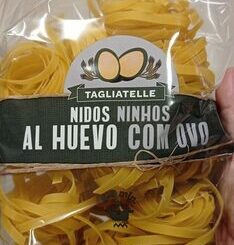 TAGLIATELLE
NIDOS NINHOS
AL HUEVO COM OVO